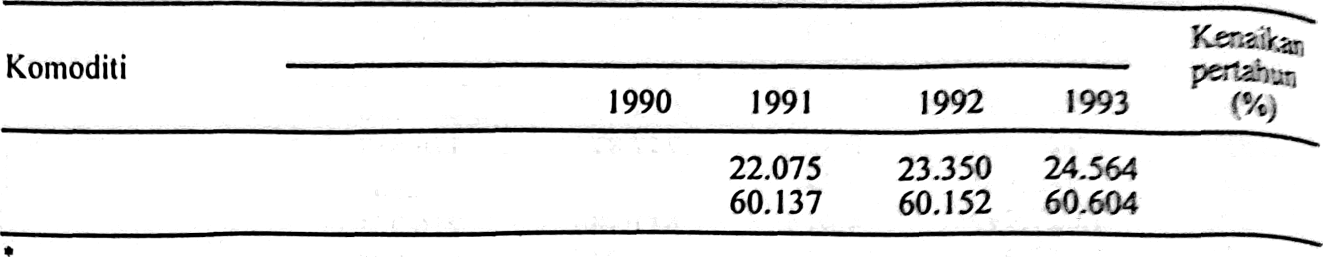 Komoditi Kenaikan
pertahun
1990 1991 1992 1993 (%)
22.075 23.350 24.564
60.137 60.152 60.604
*